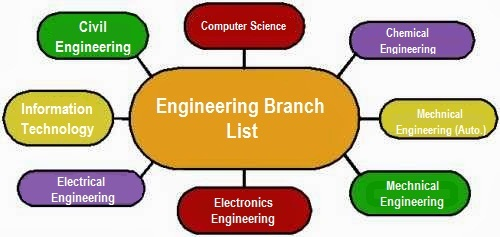 Civil
Engineering
Computer Science
Chemical
Engineering
Information
Technology
Engineering Branch
List
Mechnical
Engineering (Auto.)
Electrical
Engineering
Electronics
Engineering
Mechnical
Engineering